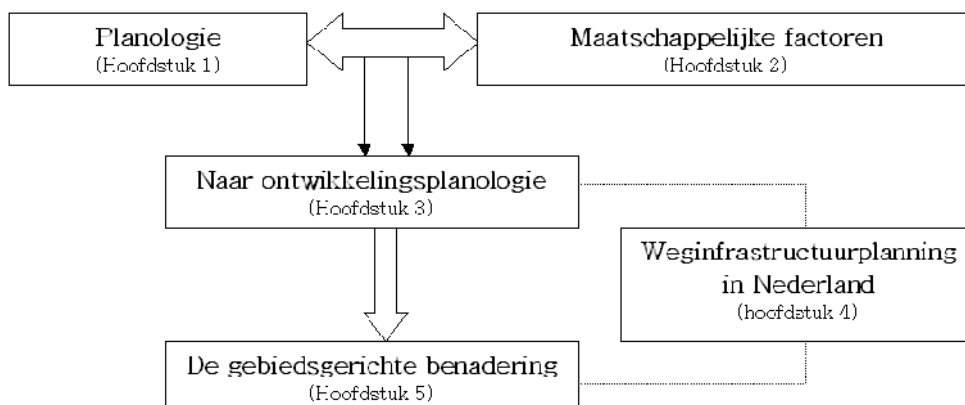 Planologie
(Hoofdstuk 1)
Maatschappelijke factoren
(Hoofdstuk 2)
Naar ontwikkelingsplanologie
(Hoofdstuk 3)
Weginfrastructuurplanning
in Nederland
(hoofdstuk 4)
De gebiedsgerichte benadering
(Hoofdstuk 5)